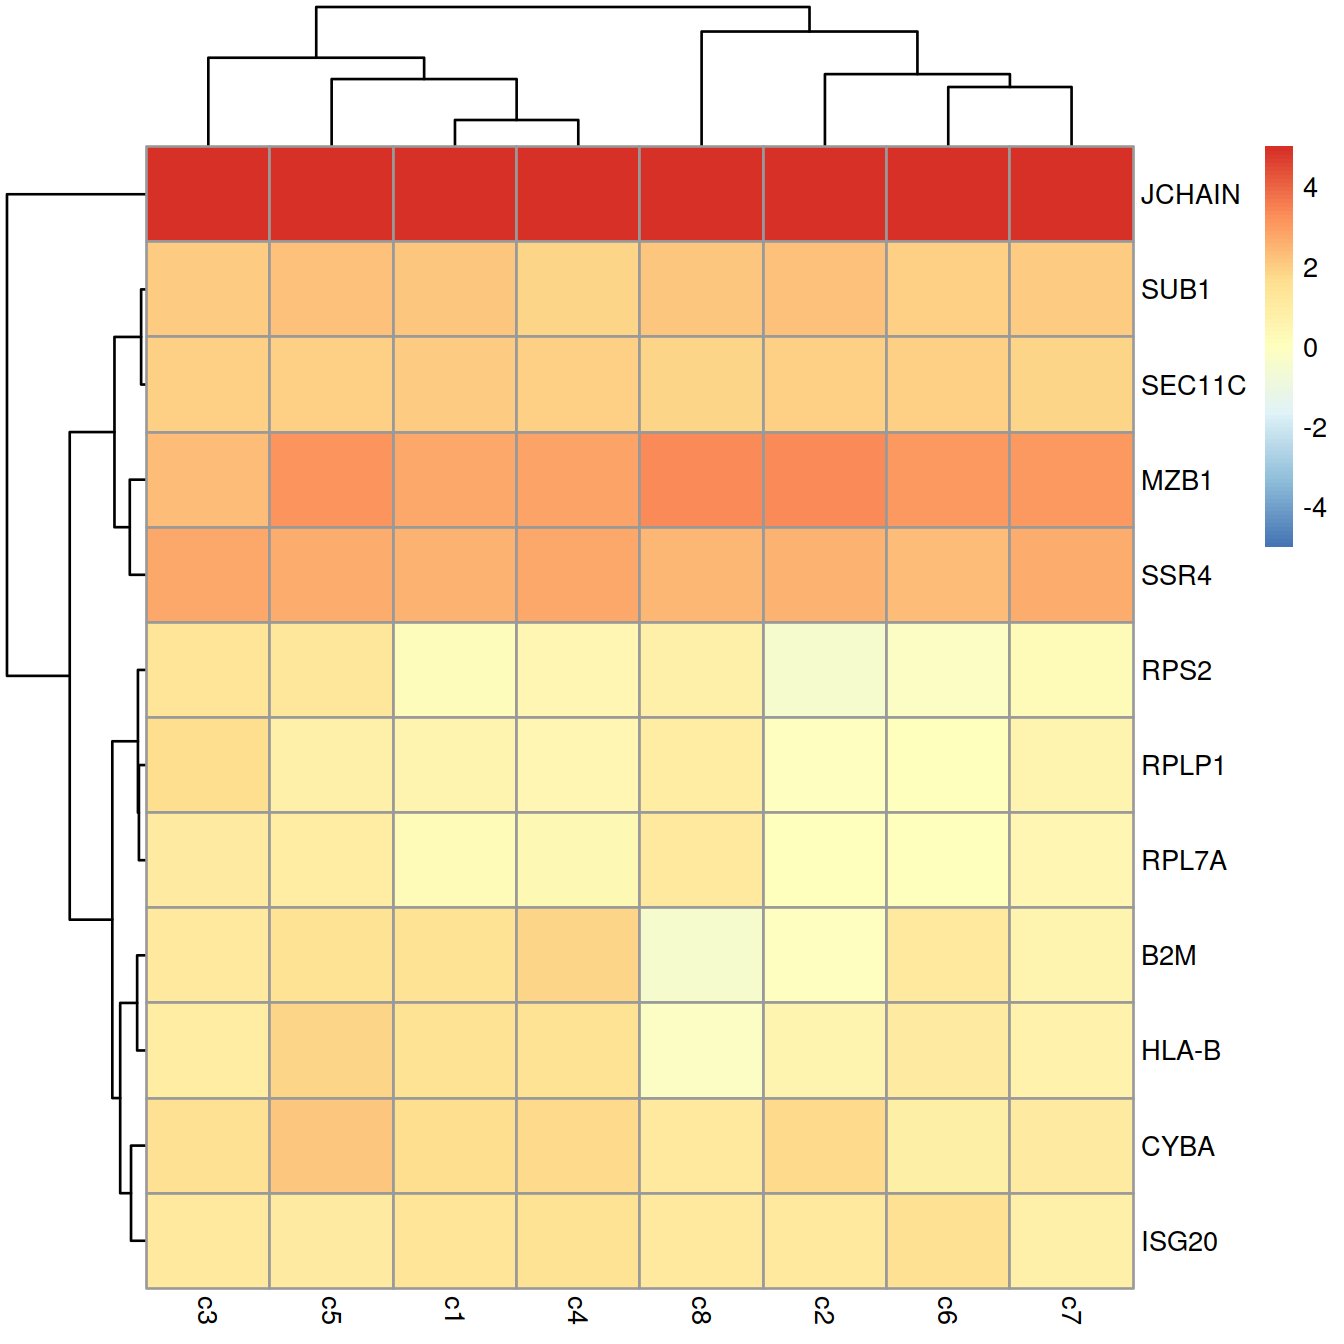 JCHAIN
SUB1
SEC11C
MZB1
SSR4
RPS2
RPLP1
RPL7A
B2M
HLA-B
CYBA
ISG20
4
2
0
-2
-4
c3
c5
c1
c4
c8
c2
c6
c7